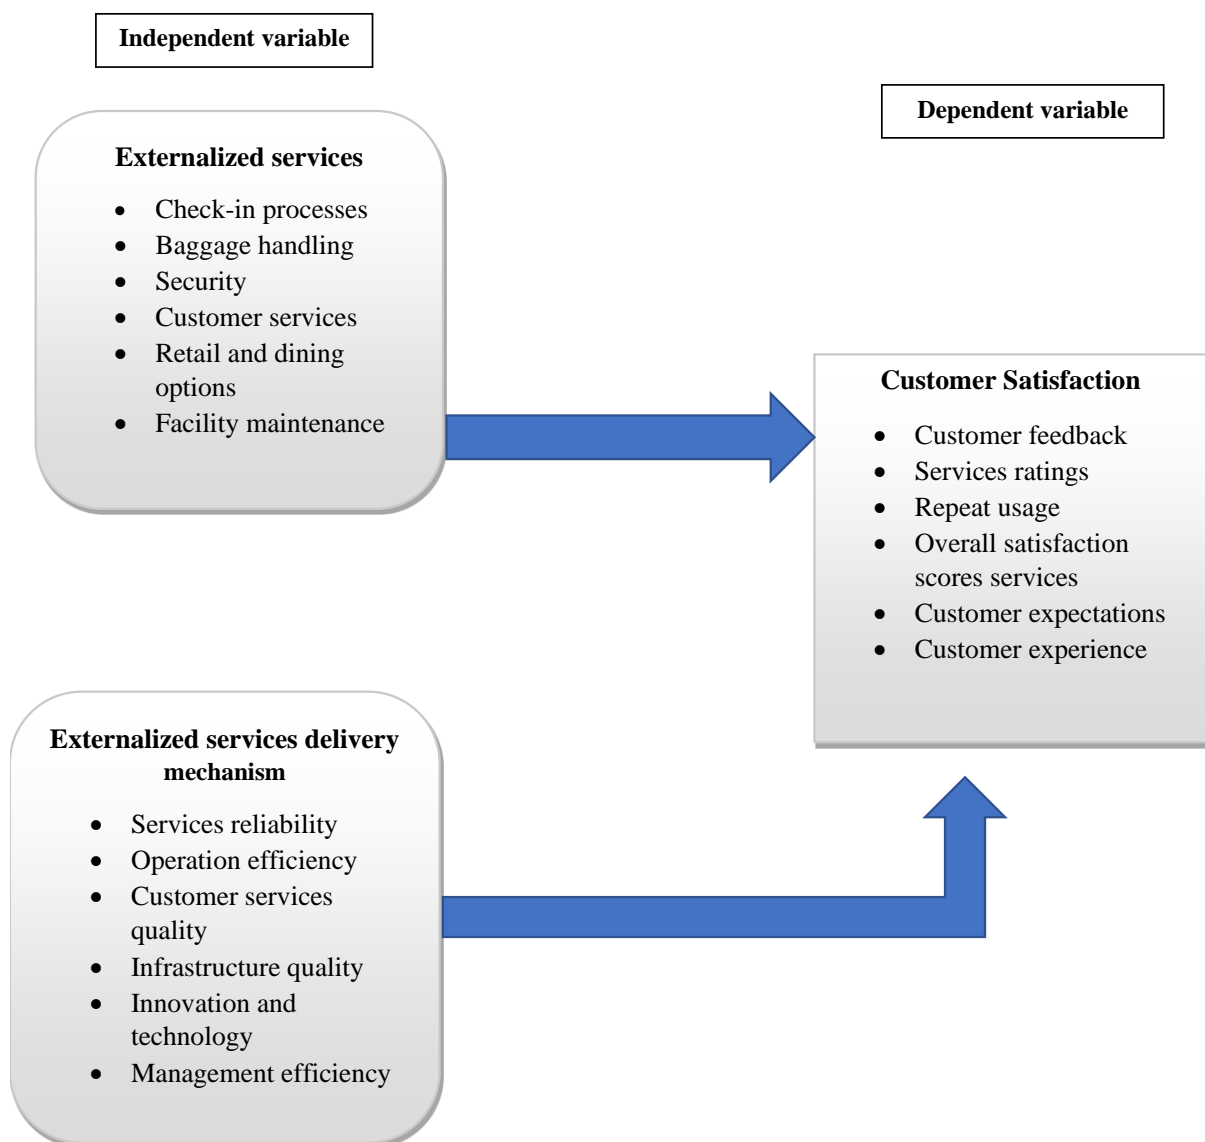 Independent variable
Dependent variable
Externalized services
• Check-in processes
• Baggage handling
• Security
• Customer services
• Retail and dining
options
• Facility maintenance
Customer Satisfaction
• Customer feedback
• Services ratings
• Repeat usage
• Overall satisfaction
scores services
• Customer expectations
• Customer experience
Externalized services delivery
mechanism
• Services reliability
• Operation efficiency
• Customer services
quality
• Infrastructure quality
• Innovation and
technology
• Management efficiency